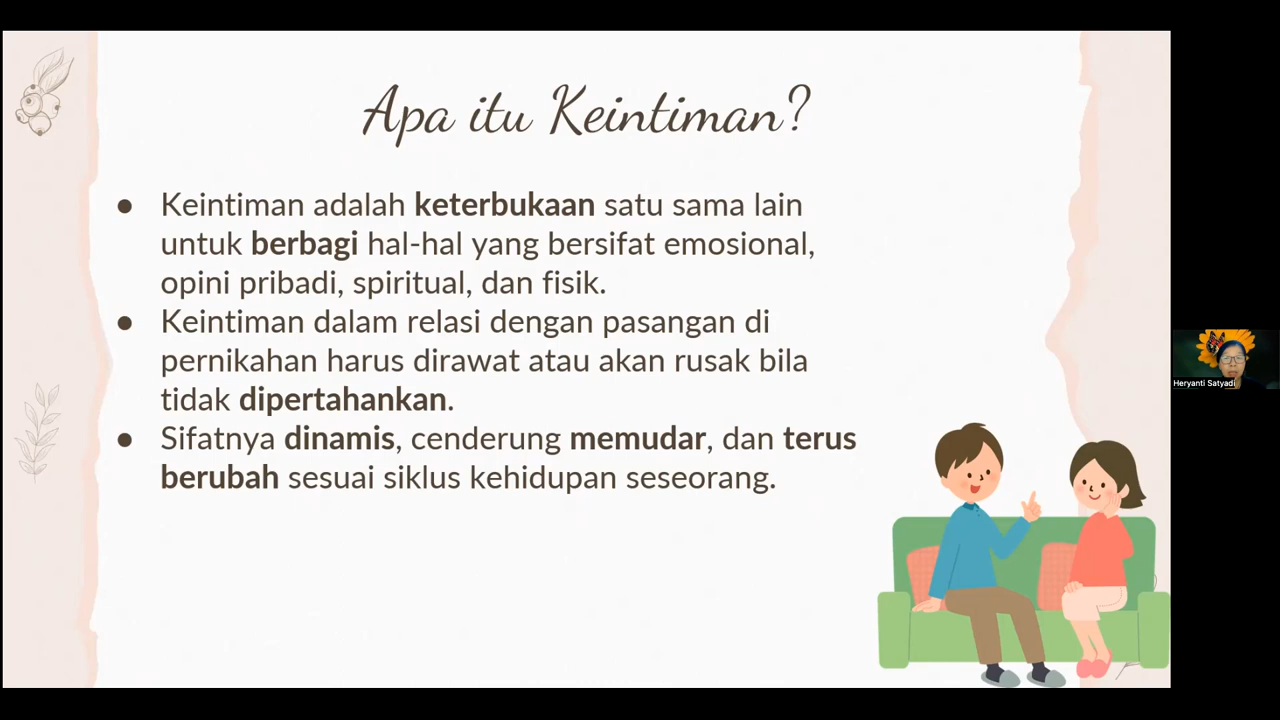 Apa itu Keintiman?
● Keintiman adalah keterbukaan satu sama lain
untuk berbagi hal-hal yang bersifat emosional,
opini pribadi, spiritual, dan fisik.
● Keintiman dalam relasi dengan pasangan di
pernikahan harus dirawat atau akan rusak bila
tidak dipertahankan.
● Sifatnya dinamis, cenderung memudar, dan terus
berubah sesuai siklus kehidupan seseorang.
Heryanti Satyadi